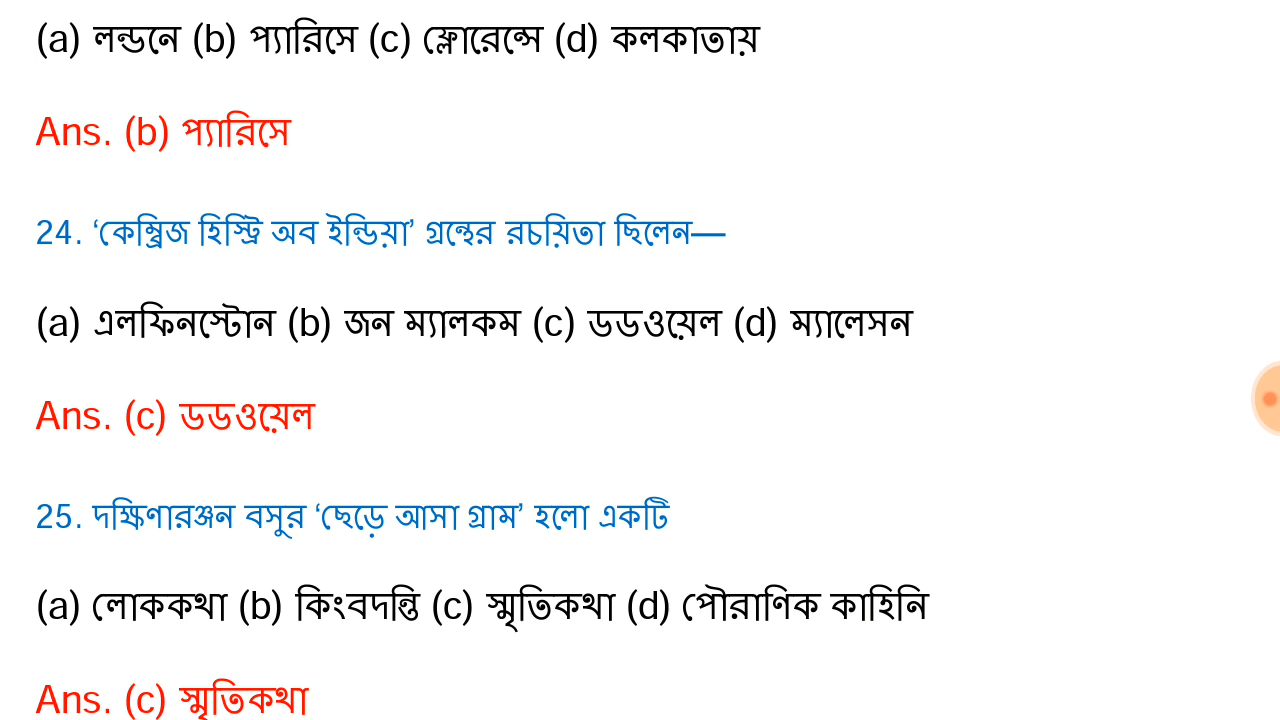 (a) লন্ডনে (b) প্যারিসে (c) ফ্লোরেন্সে (d) কলকাতায়
Ans. (b) প্যারিসে
24. ‘কেম্ব্রিজ হিস্ট্রি অব ইন্ডিয়া’ গ্রন্থের রচয়িতা ছিলেন—
(a) এলফিনস্টোন (b) জন ম্যালকম (c) ডডওয়েল (d) ম্যালেসন
Ans. (c) ডডওয়েল
25. দক্ষিণারঞ্জন বসুর ‘ছেড়ে আসা গ্রাম’ হলো একটি
(a) লোককথা (b) কিংবদন্তি (c) স্মৃতিকথা (d) পৌরাণিক কাহিনি
Ans. (c) স্মৃতিকথা